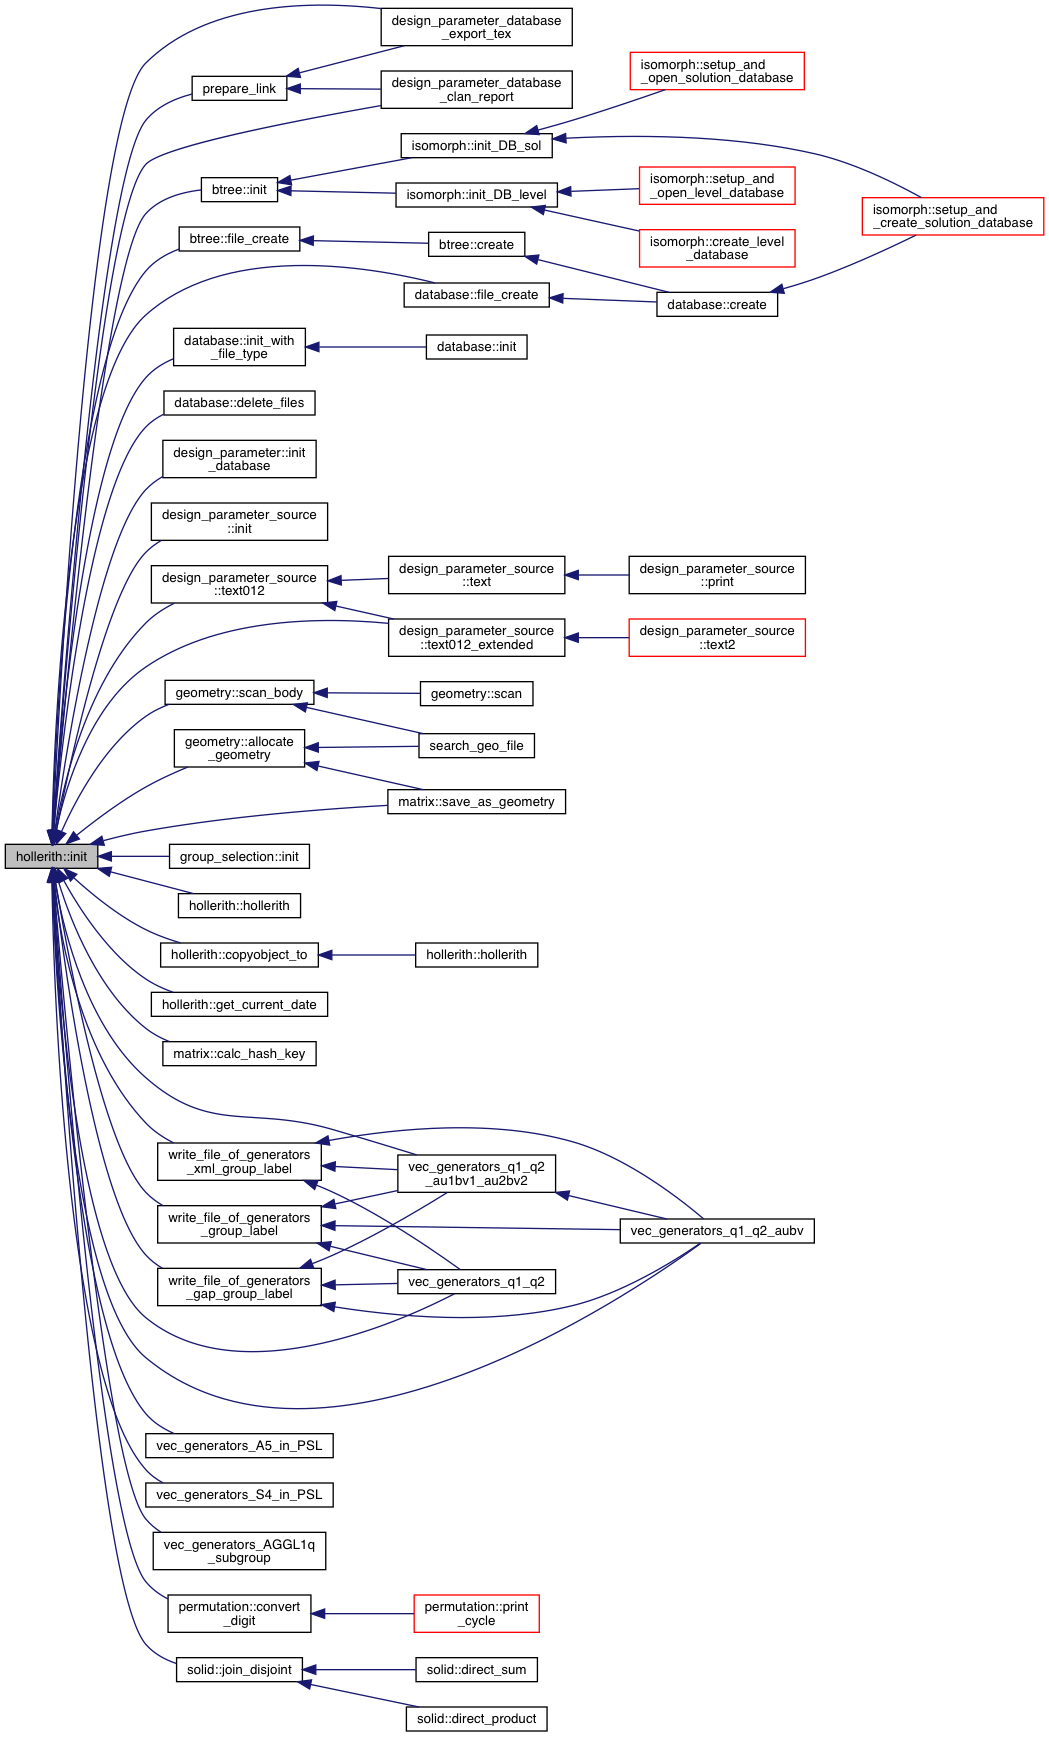 design_parameter_database
_export_tex
prepare_link
design_parameter_database
_clan_report
isomorph::setup_and
_open_solution_database
isomorph::init_DB_sol
btree::init
isomorph::init_DB_level
isomorph::setup_and
_open_level_database
isomorph::setup_and
_create_solution_database
btree::file_create
btree::create
isomorph::create_level
_database
database::file_create
database::create
database::init_with
_file_type
database::init
database::delete_files
design_parameter::init
_database
design_parameter_source
::init
design_parameter_source
::text012
design_parameter_source
::text
design_parameter_source
::print
design_parameter_source
::text012_extended
design_parameter_source
::text2
geometry::scan_body
geometry::scan
geometry::allocate
_geometry
search_geo_file
matrix::save_as_geometry
hollerith::init
group_selection::init
hollerith::hollerith
hollerith::copyobject_to
hollerith::hollerith
hollerith::get_current_date
matrix::calc_hash_key
write_file_of_generators
_xml_group_label
vec_generators_q1_q2
_au1bv1_au2bv2
write_file_of_generators
_group_label
vec_generators_q1_q2_aubv
write_file_of_generators
_gap_group_label
vec_generators_q1_q2
vec_generators_A5_in_PSL
vec_generators_S4_in_PSL
vec_generators_AGGL1q
_subgroup
permutation::convert
_digit
permutation::print
_cycle
solid::join_disjoint
solid::direct_sum
solid::direct_product